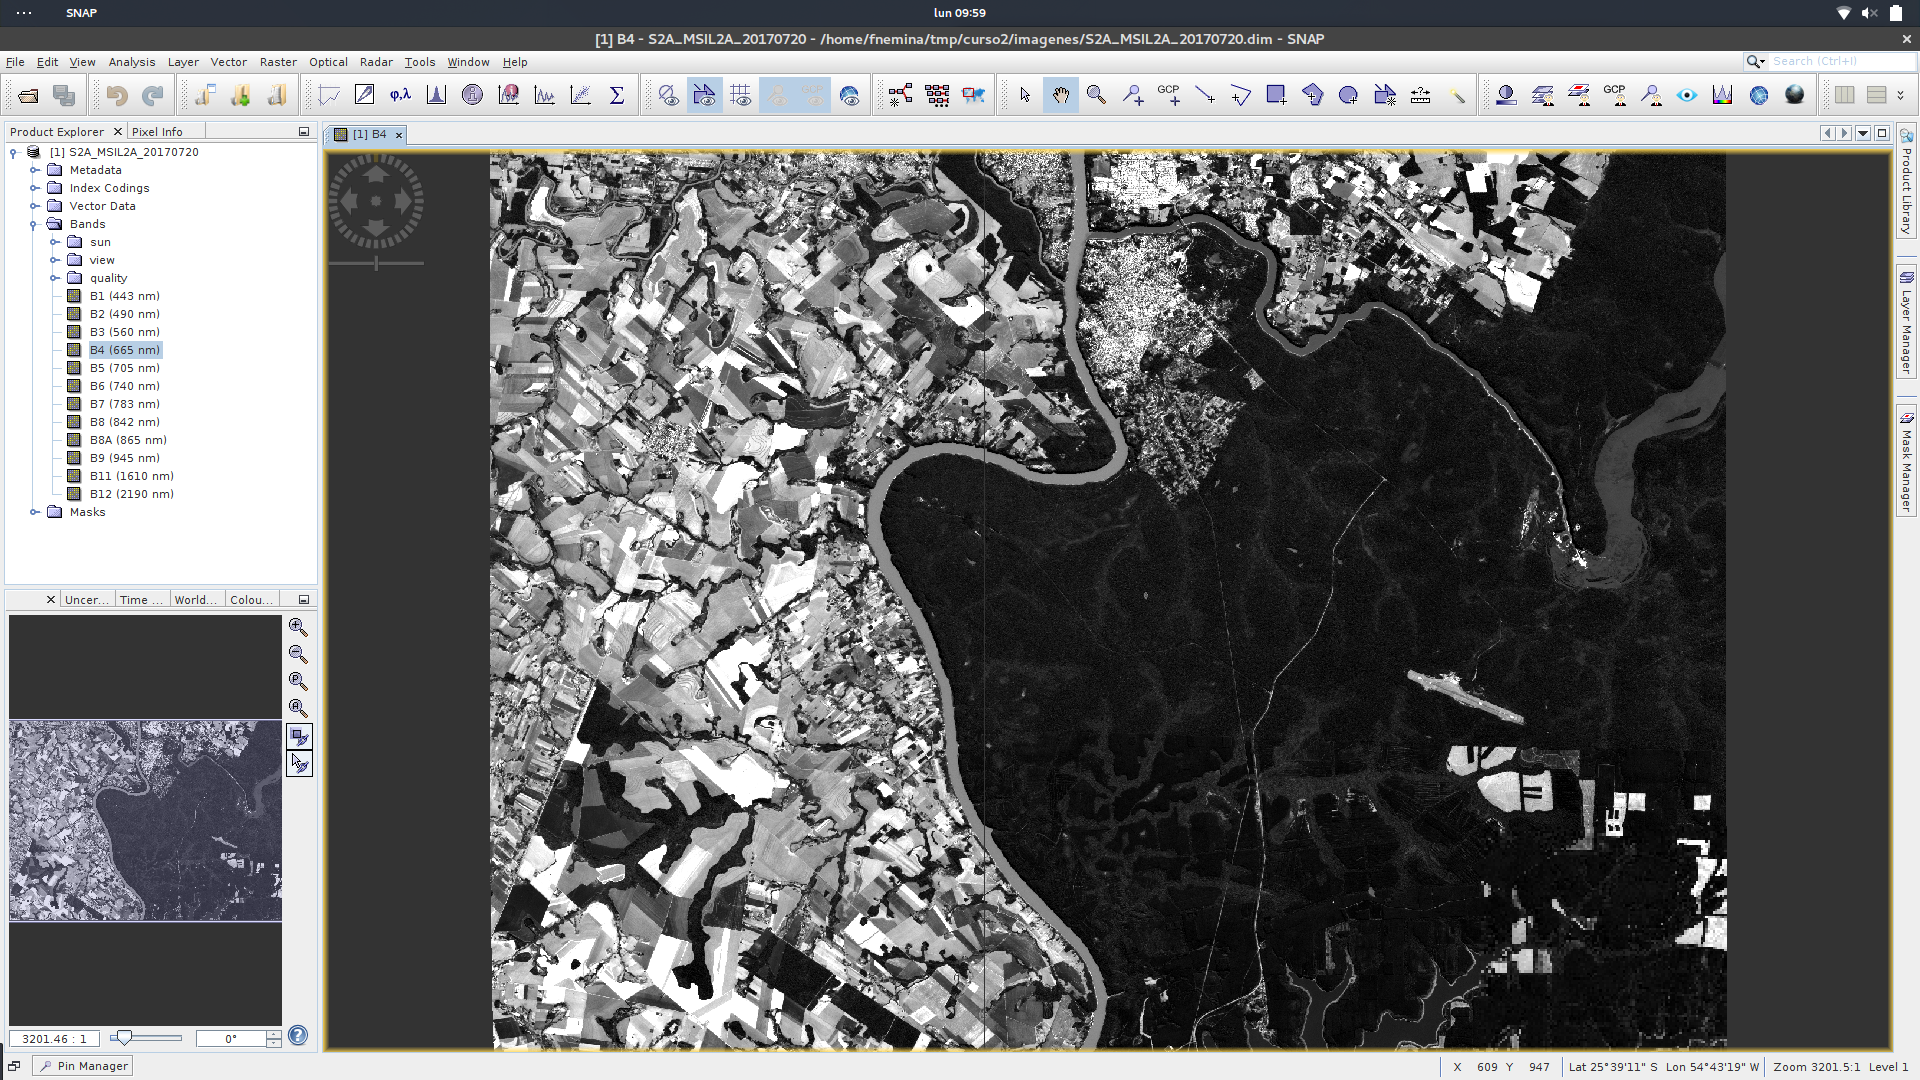 SNAP
lun 09:59
[1] B4 - S2A_MSIL2A_20170720 - /home/fnemina/tmp/curso2/imagenes/S2A_MSIL2A_20170720.dim - SNAP
File Edit View Analysis Layer Vector Raster Optical Radar Tools Window Help
Search (Ctrl+I)
φ,λ
Σ
GCP
GCP
GCP
Product Explorer
Pixel Info
[1] B4
[1] S2A_MSIL2A_20170720
Metadata
Index Codings
Vector Data
Bands
sun
view
quality
B1 (443 nm)
B2 (490 nm)
B3 (560 nm)
B4 (665 nm)
B5 (705 nm)
B6 (740 nm)
B7 (783 nm)
B8 (842 nm)
B8A (865 nm)
B9 (945 nm)
B11 (1610 nm)
B12 (2190 nm)
Masks
Product Library
Layer Manager
Mask Manager
Uncer... Time ... World... Colou...
3201.46 : 1
0°
Pin Manager
X 609 Y 947 Lat 25°39'11" S Lon 54°43'19" W Zoom 3201.5:1 Level 1